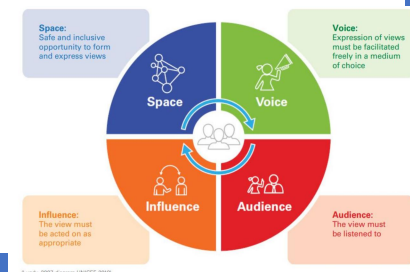 Space:
Safe and inclusive
opportunity to form
and express views
Voice:
Expression of views
must be facilitated
freely in a medium
of choice
Space
Voice
Influence
Audience
Influence:
The view must
be acted on as
appropriate
Audience:
The view must
be listened to